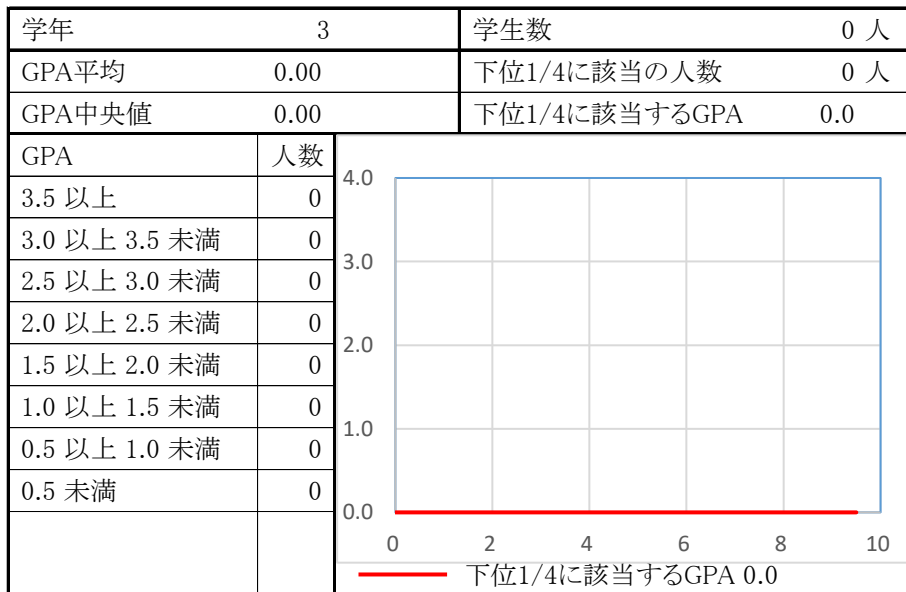 学年 3 学生数 0 人
GPA平均 0.00 下位1/4に該当の人数 0 人
GPA中央値 0.00 下位1/4に該当するGPA 0.0
GPA 人数
3.5 以上 0
3.0 以上 3.5 未満 0
2.5 以上 3.0 未満 0
2.0 以上 2.5 未満 0
1.5 以上 2.0 未満 0
1.0 以上 1.5 未満 0
0.5 以上 1.0 未満 0
0.5 未満 0
4.0
3.0
2.0
1.0
0.0
0 2 4 6 8 10
下位1/4に該当するGPA 0.0